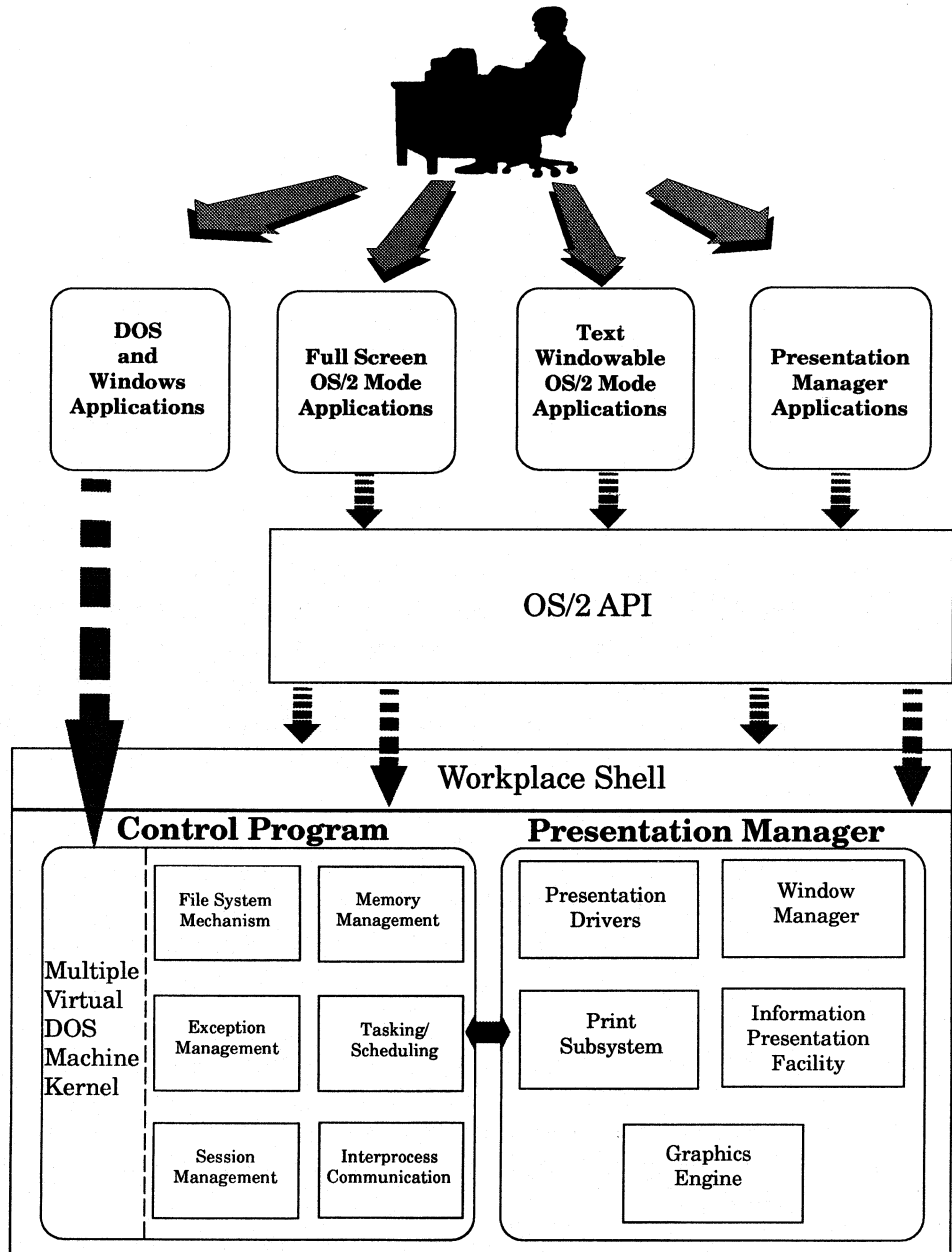 DOS
and
Windows
Applications
Full Screen
OS/2 Mode
Applications
Text
Windowable
OS/2 Mode
Applications
Presentation
Manager
Applications
OS/2 API
Workplace Shell
Control Program
Multiple
Virtual
DOS
Machine
Kernel
File System
Mechanism
Memory
Management
Exception
Management
Tasking/
Scheduling
Session
Management
Interprocess
Communication
Presentation Manager
Presentation
Drivers
Window
Manager
Print
Subsystem
Information
Presentation
Facility
Graphics
Engine